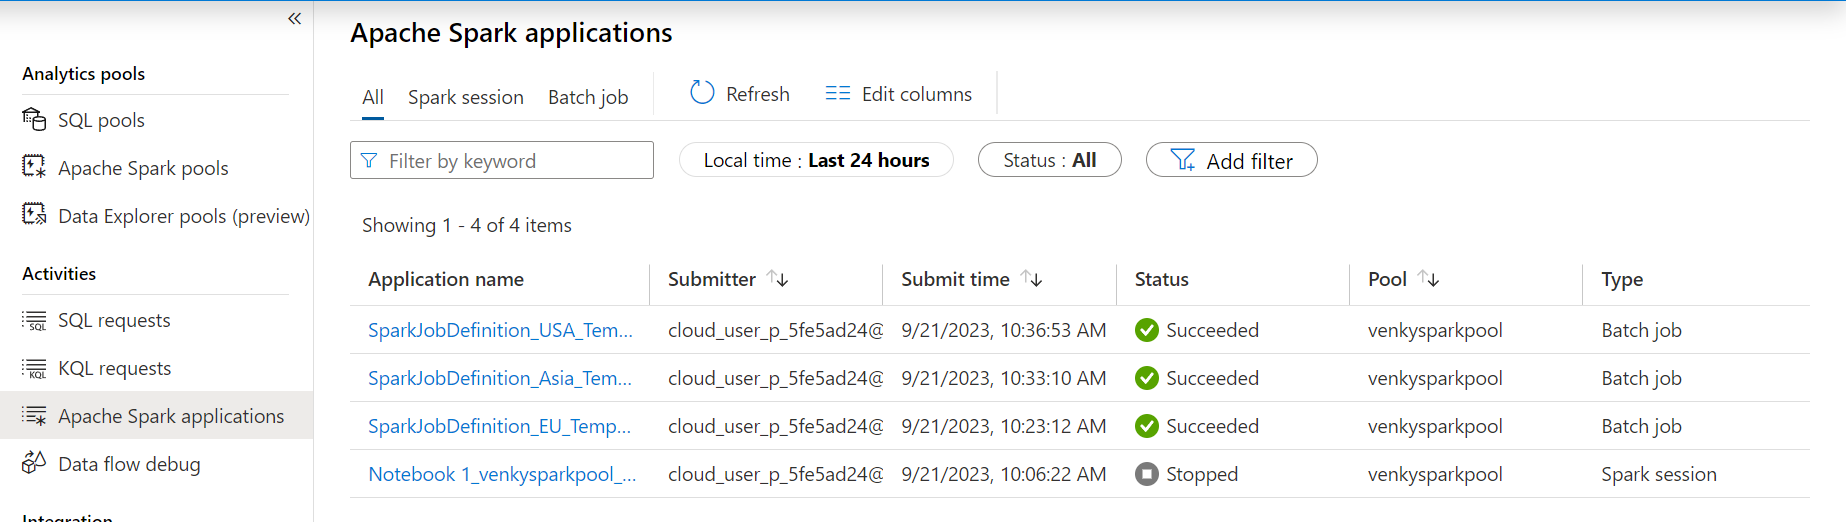 Analytics pools
SQL pools
Apache Spark pools
Data Explorer pools (preview)
Activities
SQL requests
KQL requests
Apache Spark applications
Data flow debug
Integration
Apache Spark applications
All Spark session Batch job Refresh Edit columns
Filter by keyword Local time : Last 24 hours Status : All Add filter
Showing 1 - 4 of 4 items
Application name Submitter Submit time Status Pool Type
SparkJobDefinition_USA_Tem... cloud_user_p_5fe5ad24@ 9/21/2023, 10:36:53 AM Succeeded venkysparkpool Batch job
SparkJobDefinition_Asia_Tem... cloud_user_p_5fe5ad24@ 9/21/2023, 10:33:10 AM Succeeded venkysparkpool Batch job
SparkJobDefinition_EU_Temp... cloud_user_p_5fe5ad24@ 9/21/2023, 10:23:12 AM Succeeded venkysparkpool Batch job
Notebook 1_venkysparkpool_... cloud_user_p_5fe5ad24@ 9/21/2023, 10:06:22 AM Stopped venkysparkpool Spark session